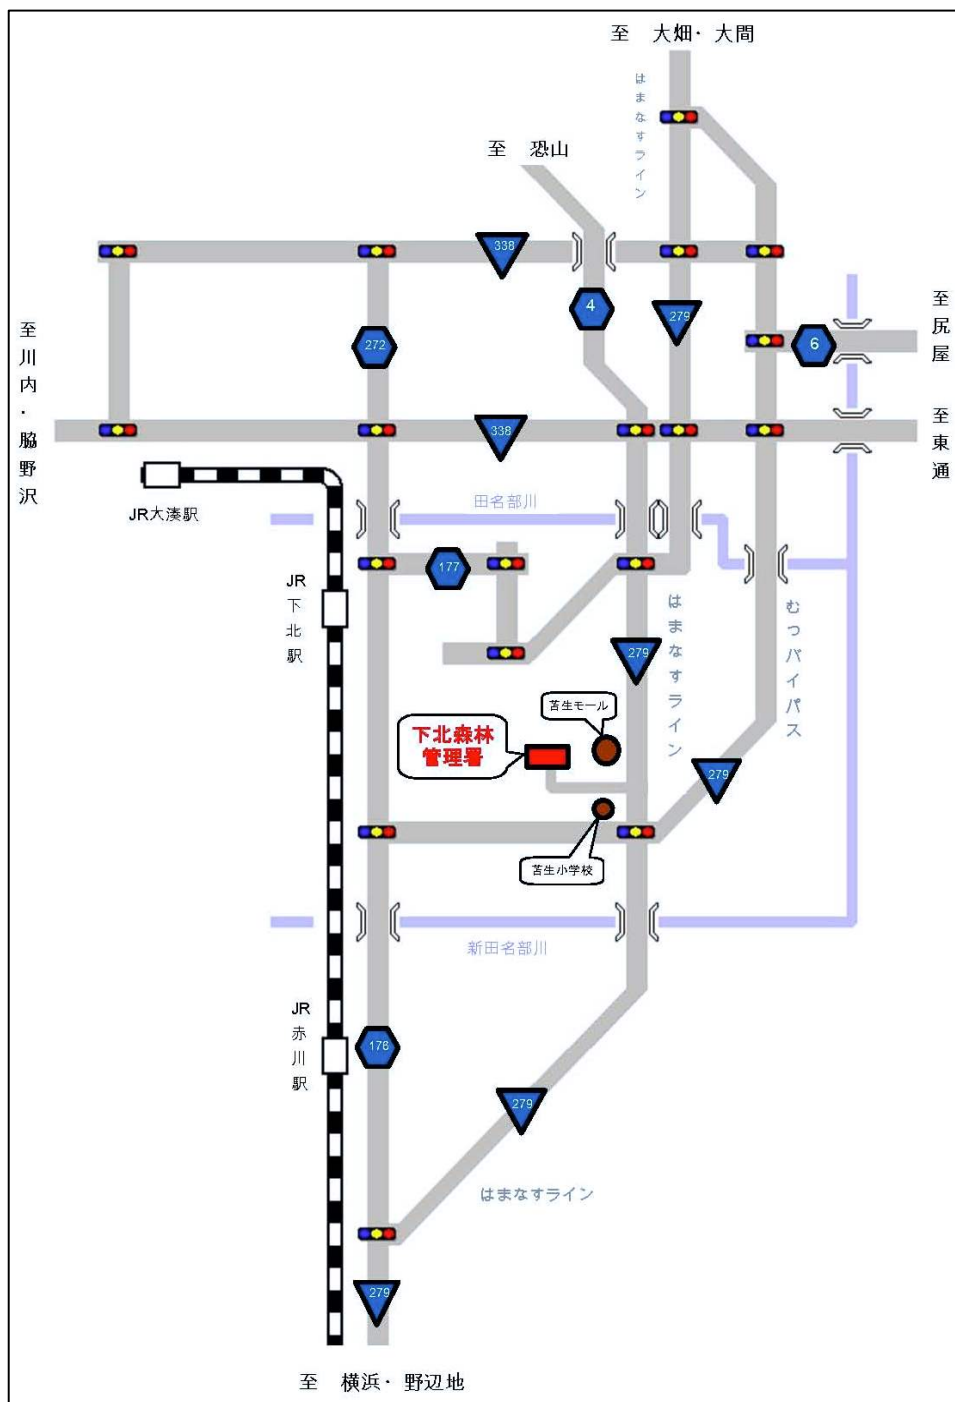 至 大畑・大間
はまなすライン
至 恐山
338
4
279
至尻屋
272
6
至川内・脇野沢
至東通
338
JR大湊駅
田名部川
177
JR下北駅
はまなすライン
むつバイパス
279
苫生モール
下北森林
管理署
279
苫生小学校
新田名部川
JR赤川駅
176
279
はまなすライン
279
至 横浜・野辺地